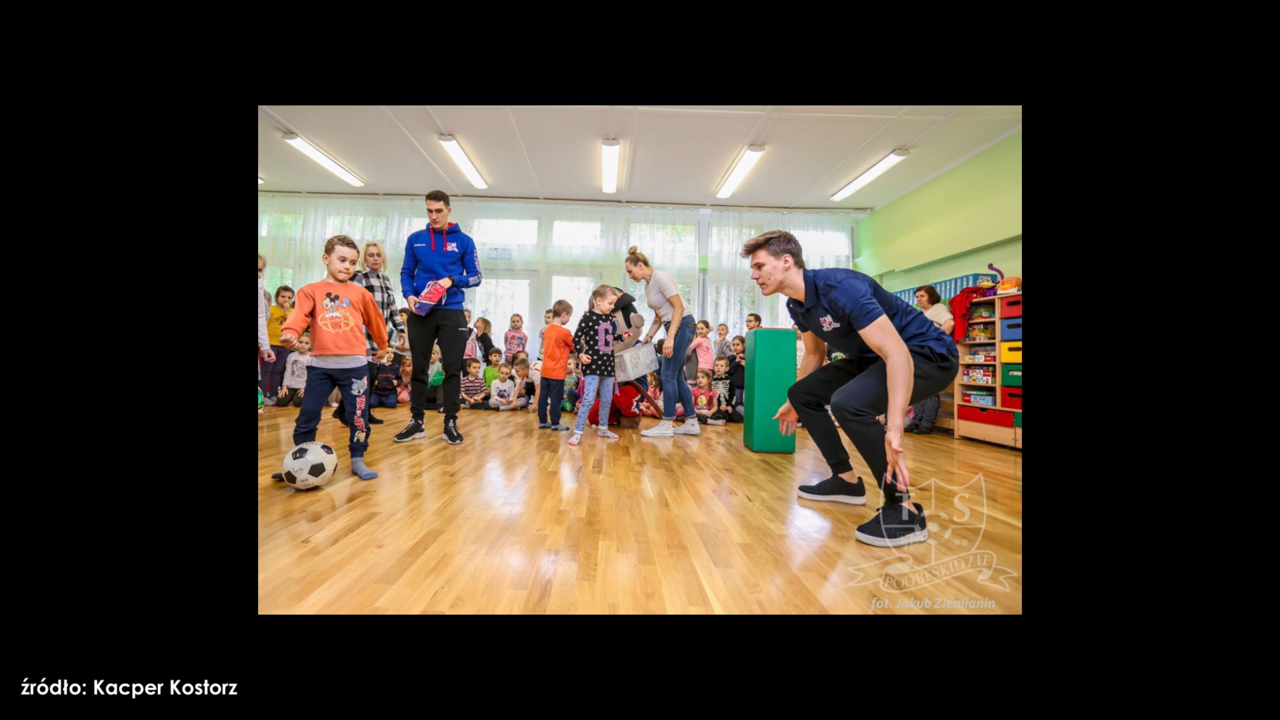 G
T S
PODBESKIDZIE
fot. Jakub Ziemianin
źródło: Kacper Kostorz